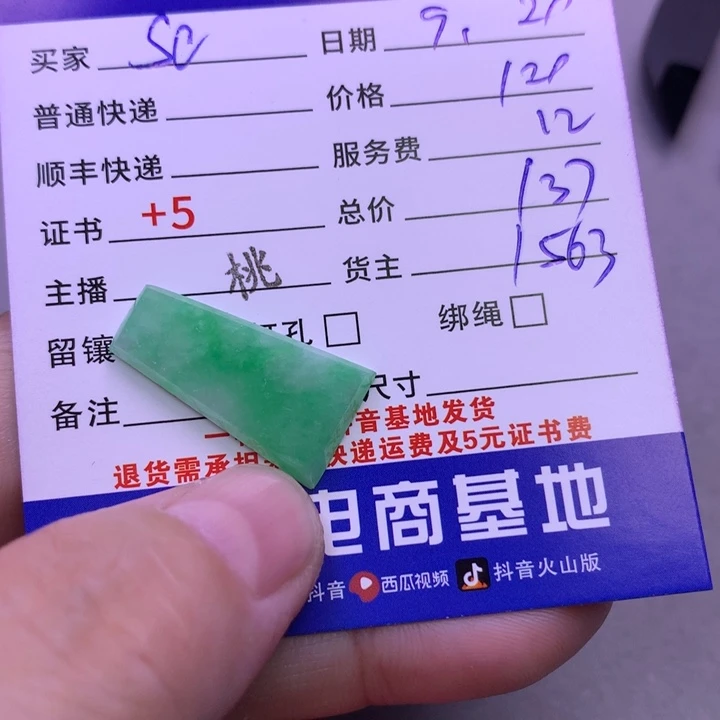 买家 SC 日期 9.
普通快递 价格 120
顺丰快递 服务费 12
证书 +5 总价 137
主播 桃 货主 1563
留镶 孔 □ 绑绳 □
备注 尺寸
音基地发货
退货需承担 快递运费及5元证书费
电商基地
抖音 西瓜视频 抖音火山版